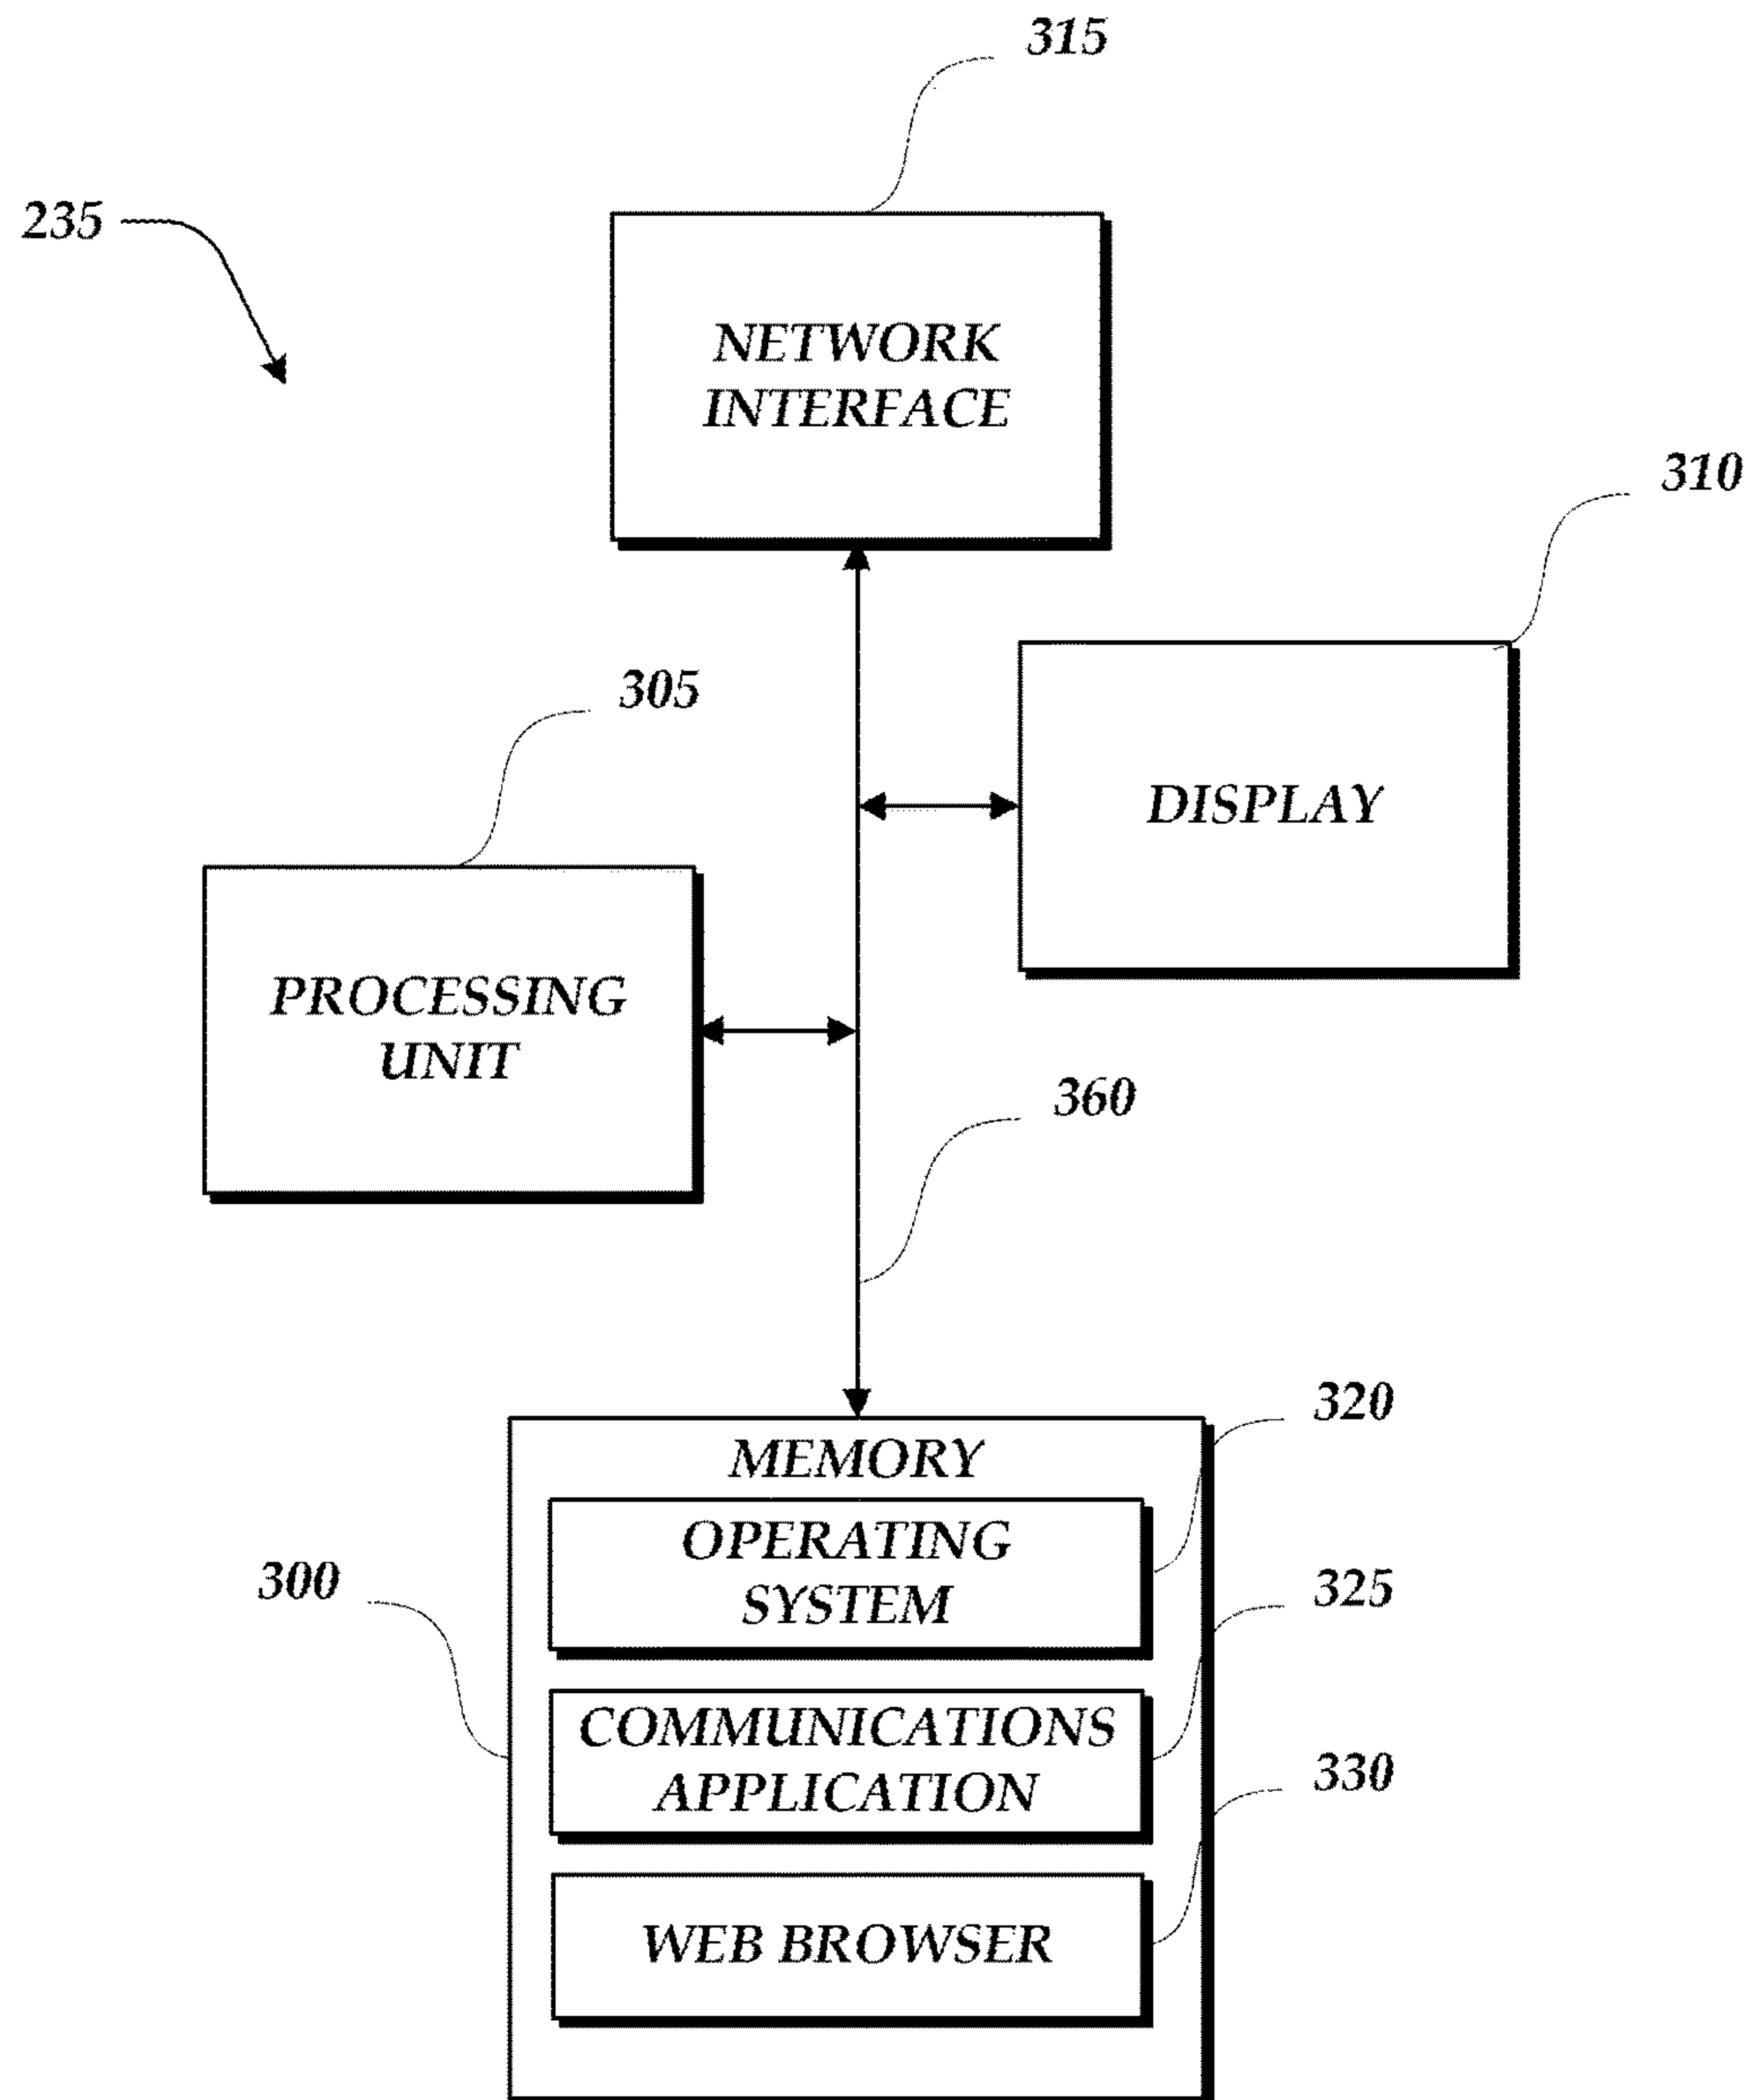 315
235
NETWORK
INTERFACE
310
305
DISPLAY
PROCESSING
UNIT
360
MEMORY
320
OPERATING
SYSTEM
300
325
COMMUNICATIONS
APPLICATION
330
WEB BROWSER